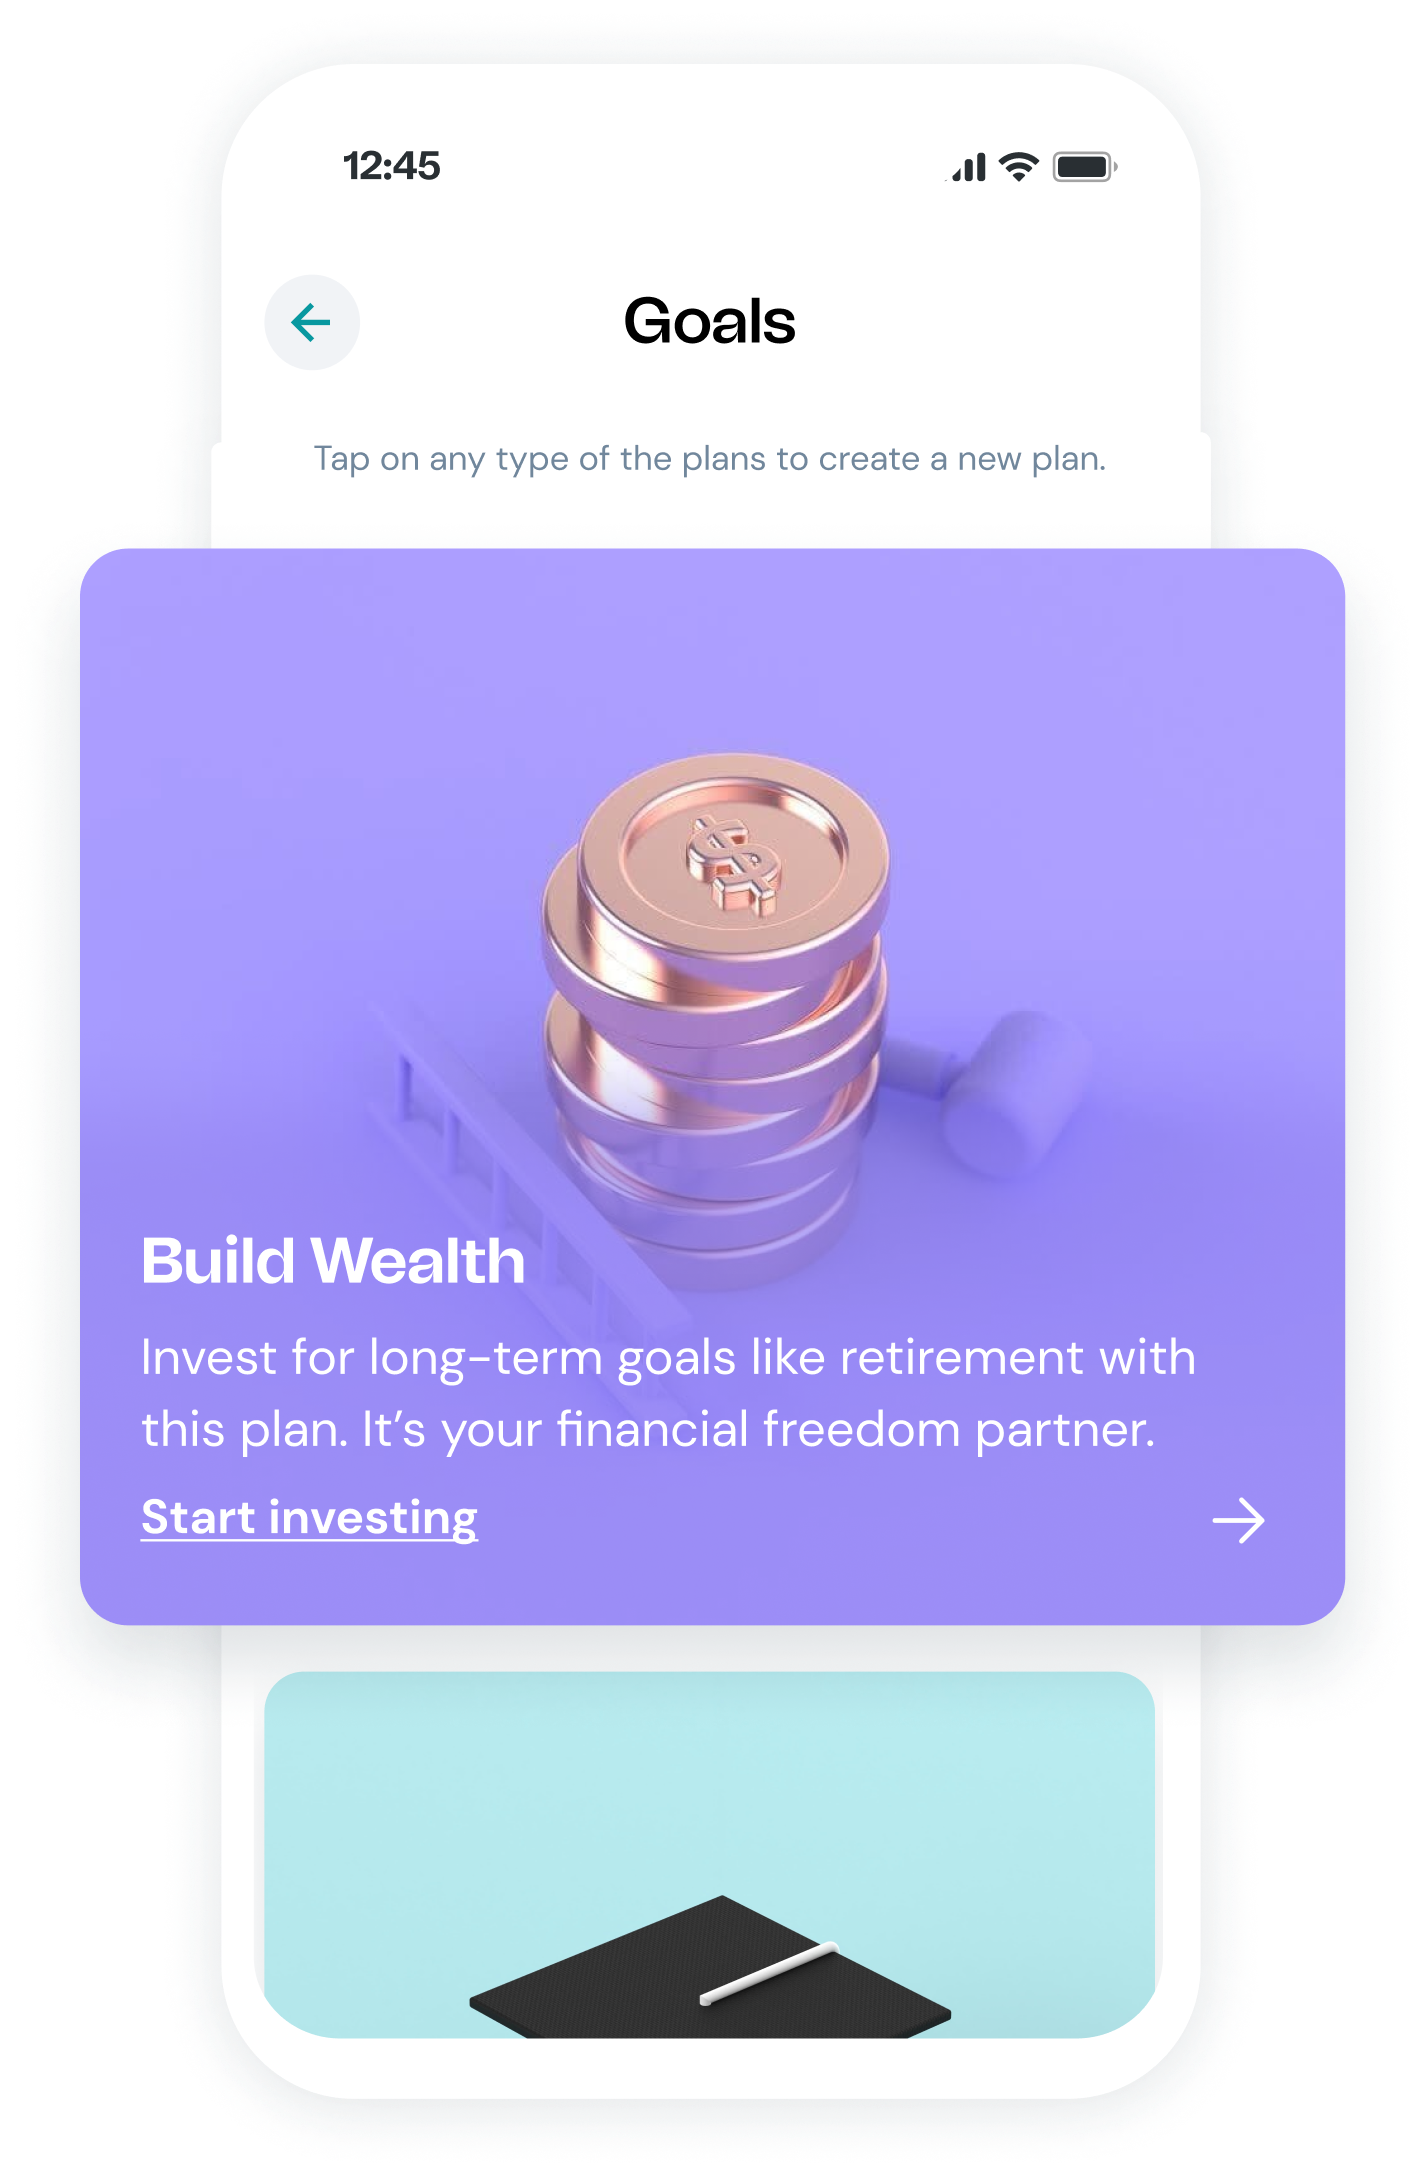 12:45
Goals
Tap on any type of the plans to create a new plan.
Build Wealth
Invest for long-term goals like retirement with
this plan. It’s your financial freedom partner.
Start investing